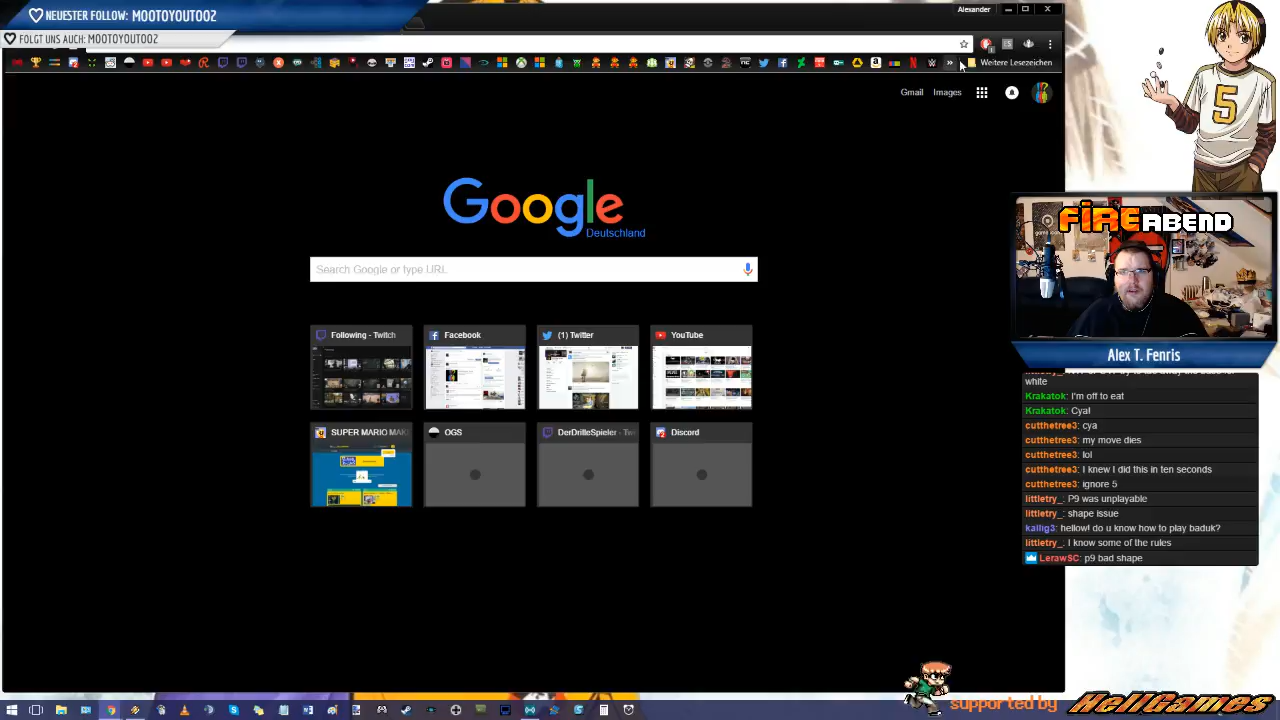 NEUESTER FOLLOW: MOOTOYOUTOOZ
FOLGT UNS AUCH: MOOTOYOUTOOZ
Alexander
Weitere Lesezeichen
Gmail Images
Google
Deutschland
Search Google or type URL
Following - Twitch
Facebook
(1) Twitter
YouTube
SUPER MARIO MAK
OGS
DerDritteSpieler - Tw
Discord
5
FIREABEND
Alex T. Fenris
white
Krakatok: I'm off to eat
Krakatok: Cya!
cutthetree3: cya
cutthetree3: my move dies
cutthetree3: lol
cutthetree3: I knew I did this in ten seconds
cutthetree3: ignore 5
littletry_: P9 was unplayable
littletry_: shape issue
kallig3: hellow! do u know how to play baduk?
littletry_: I know some of the rules
LerawSC: p9 bad shape
supported by HellGames